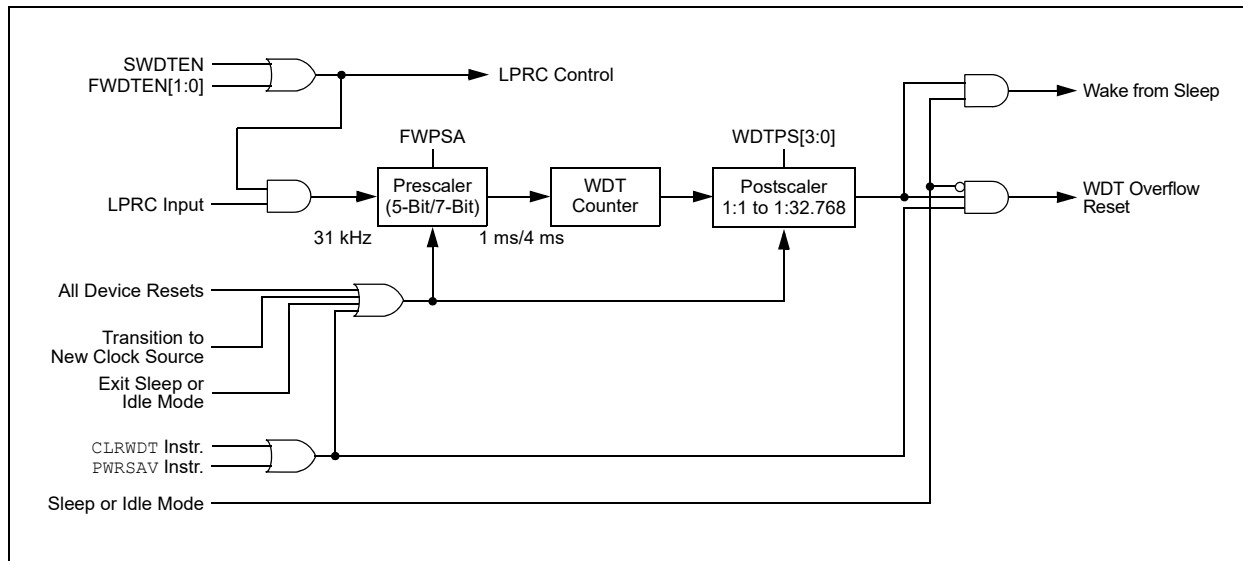 SWDTEN
FWDTEN[1:0]
LPRC Control
Wake from Sleep
FWPSA
WDTPS[3:0]
LPRC Input
Prescaler
(5-Bit/7-Bit)
WDT
Counter
Postscaler
1:1 to 1:32.768
WDT Overflow
Reset
31 kHz
1 ms/4 ms
All Device Resets
Transition to
New Clock Source
Exit Sleep or
Idle Mode
CLRWDT Instr.
PWRSAV Instr.
Sleep or Idle Mode